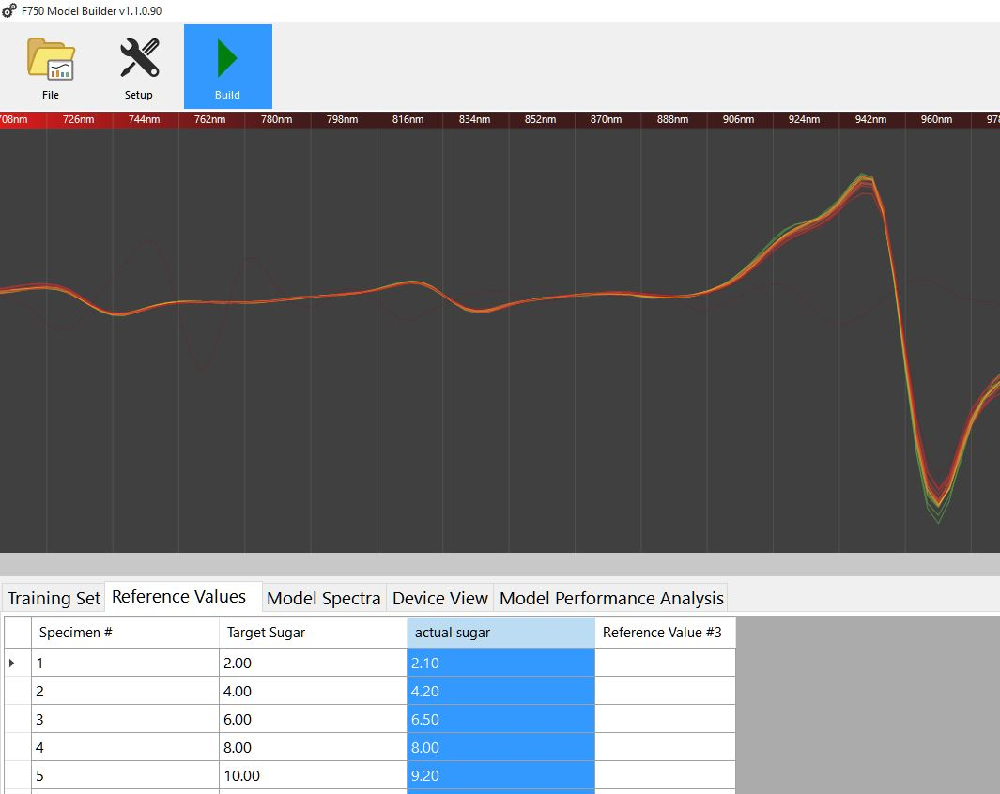 F750 Model Builder v1.1.0.90
File Setup Build
708nm 726nm 744nm 762nm 780nm 798nm 816nm 834nm 852nm 870nm 888nm 906nm 924nm 942nm 960nm 978
Training Set Reference Values Model Spectra Device View Model Performance Analysis
Specimen # Target Sugar actual sugar Reference Value #3
1 2.00 2.10
2 4.00 4.20
3 6.00 6.50
4 8.00 8.00
5 10.00 9.20